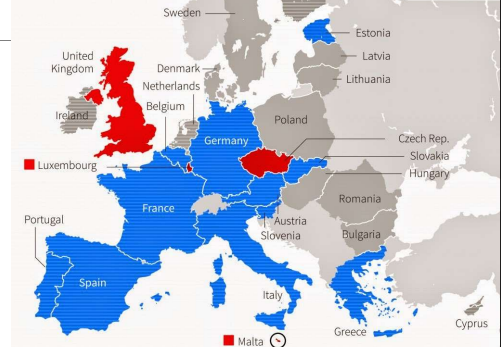 Sweden
Estonia
United
Kingdom
Latvia
Denmark
Lithuania
Netherlands
Belgium
Ireland
Poland
Germany
Czech Rep.
Slovakia
Luxembourg
Hungary
France
Romania
Portugal
Austria
Slovenia
Bulgaria
Spain
Italy
Greece
Cyprus
Malta